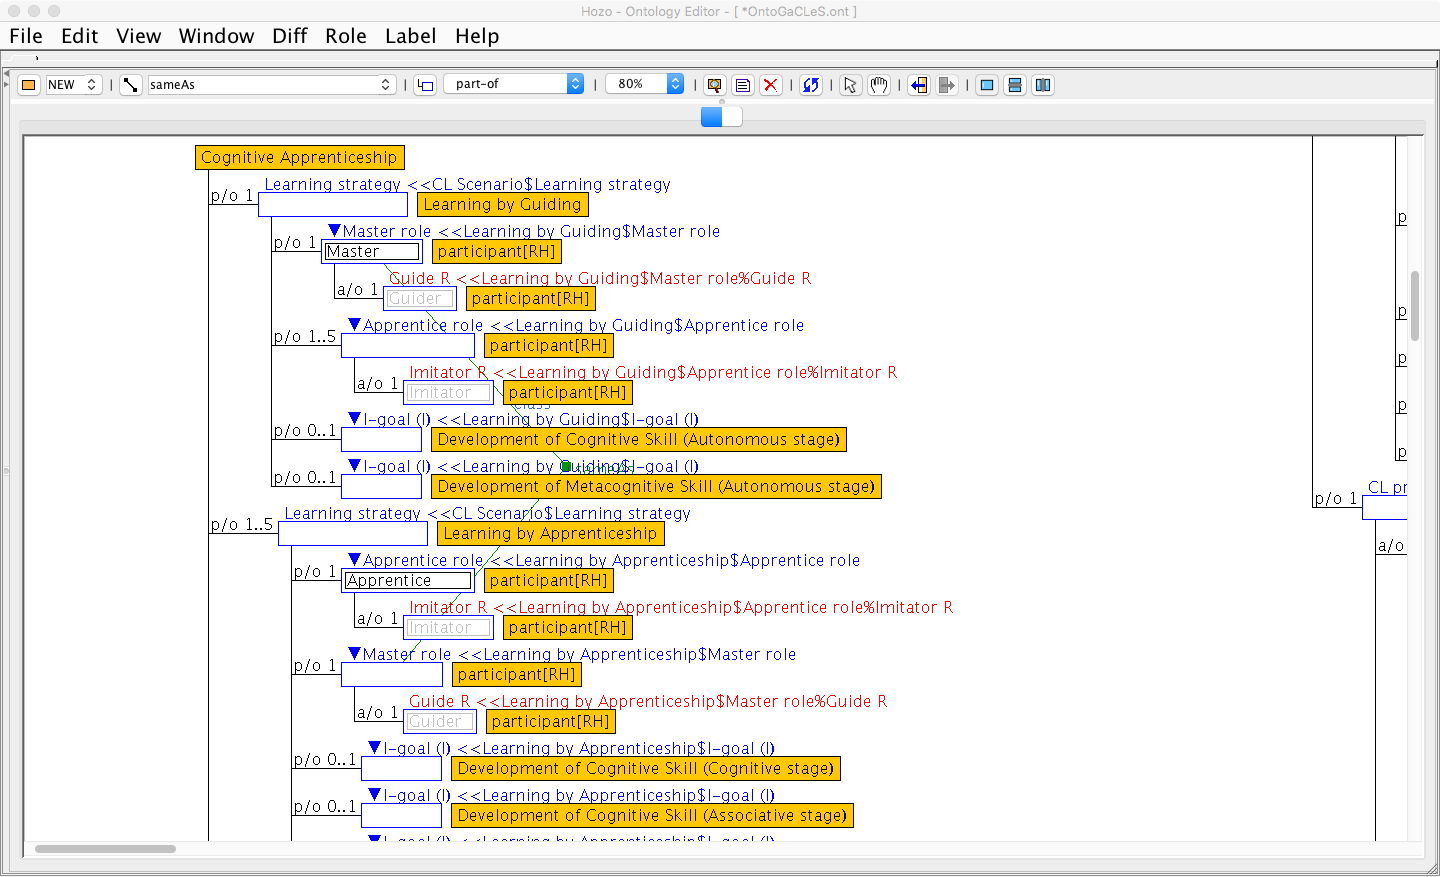 Hozo - Ontology Editor - [ *OntoGaCLeS.ont ]
File Edit View Window Diff Role Label Help
NEW sameAs part-of 80%
Cognitive Apprenticeship
Learning strategy <<CL Scenario$Learning strategy
p/o 1 Learning by Guiding
Master role <<Learning by Guiding$Master role
p/o 1 Master participant[RH]
Guide R <<Learning by Guiding$Master role%Guide R
a/o 1 Guider participant[RH]
Apprentice role <<Learning by Guiding$Apprentice role
p/o 1..5 participant[RH]
Imitator R <<Learning by Guiding$Apprentice role%Imitator R
a/o 1 Imitator participant[RH]
class
I-goal (I) <<Learning by Guiding$I-goal (I)
p/o 0..1 Development of Cognitive Skill (Autonomous stage)
I-goal (I) <<Learning by Guiding$I-goal (I)
sameAs
p/o 0..1 Development of Metacognitive Skill (Autonomous stage)
Learning strategy <<CL Scenario$Learning strategy
p/o 1..5 Learning by Apprenticeship
Apprentice role <<Learning by Apprenticeship$Apprentice role
p/o 1 Apprentice participant[RH]
Imitator R <<Learning by Apprenticeship$Apprentice role%Imitator R
a/o 1 Imitator participant[RH]
Master role <<Learning by Apprenticeship$Master role
p/o 1 participant[RH]
Guide R <<Learning by Apprenticeship$Master role%Guide R
a/o 1 Guider participant[RH]
I-goal (I) <<Learning by Apprenticeship$I-goal (I)
p/o 0..1 Development of Cognitive Skill (Cognitive stage)
I-goal (I) <<Learning by Apprenticeship$I-goal (I)
p/o 0..1 Development of Cognitive Skill (Associative stage)
I-goal (I) <<Learning by Apprenticeship$I-goal (I)
p
p
p
p
p
CL pr
p/o 1
a/o